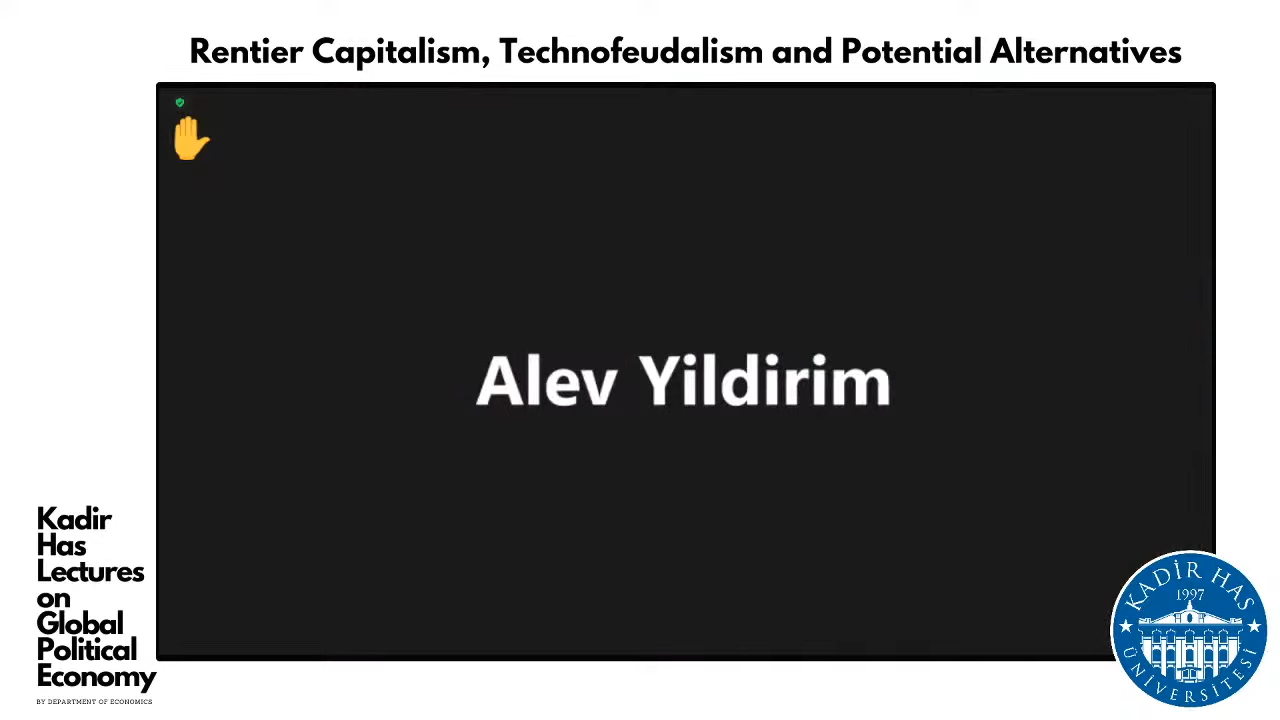 Rentier Capitalism, Technofeudalism and Potential Alternatives
Alev Yildirim
Kadir
Has
Lectures
on
Global
Political
Economy
BY DEPARTMENT OF ECONOMICS
KADİR HAS
1997
ÜNİVERSİTESİ